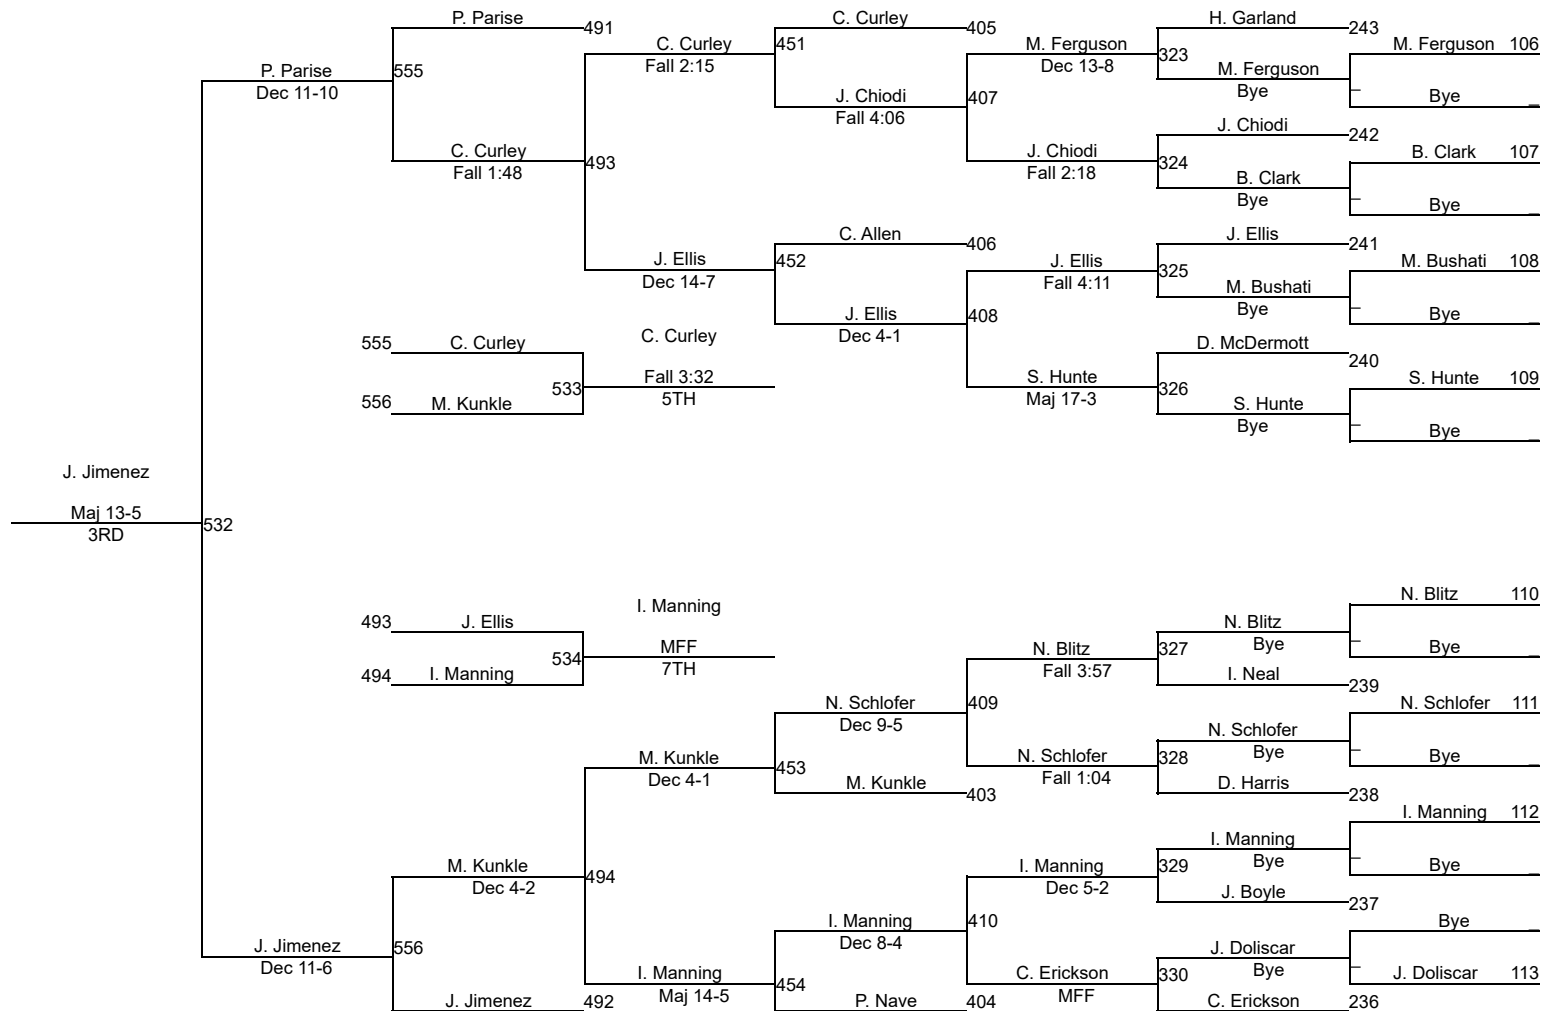 P. Parise
491
C. Curley
405
H. Garland
243
C. Curley
451
M. Ferguson
323
M. Ferguson 106
Fall 2:15
Dec 13-8
P. Parise
555
M. Ferguson
Dec 11-10
Bye
_
J. Chiodi
407
Bye _
Fall 4:06
J. Chiodi
242
C. Curley
493
J. Chiodi
324
B. Clark 107
Fall 1:48
Fall 2:18
B. Clark
Bye
_
Bye _
C. Allen
406
J. Ellis
241
J. Ellis
452
J. Ellis
325
M. Bushati 108
Dec 14-7
Fall 4:11
M. Bushati
Bye
_
J. Ellis
408
Bye _
Dec 4-1
555
C. Curley
C. Curley
D. McDermott
240
533
Fall 3:32
S. Hunte
326
S. Hunte 109
5TH
Maj 17-3
556
M. Kunkle
S. Hunte
Bye
_
Bye _
J. Jimenez
Maj 13-5
532
3RD
N. Blitz 110
I. Manning
493
J. Ellis
N. Blitz
Bye
_
534
MFF
N. Blitz
327
Bye _
7TH
Fall 3:57
494
I. Manning
I. Neal
239
N. Schlofer
409
N. Schlofer 111
Dec 9-5
N. Schlofer
Bye
_
M. Kunkle
453
N. Schlofer
328
Bye _
Dec 4-1
Fall 1:04
M. Kunkle
403
D. Harris
238
I. Manning 112
I. Manning
Bye
_
M. Kunkle
494
I. Manning
329
Bye _
Dec 4-2
Dec 5-2
J. Boyle
237
I. Manning
410
Bye _
Dec 8-4
J. Jimenez
556
J. Doliscar
Dec 11-6
Bye
_
I. Manning
454
C. Erickson
330
J. Doliscar 113
Maj 14-5
MFF
J. Jimenez
492
P. Nave
404
C. Erickson
236